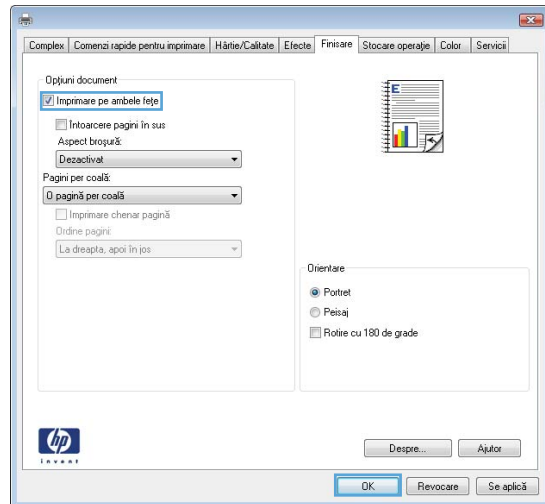 Complex Comenzi rapide pentru imprimare Hârtie/Calitate Efecte Finisare Stocare operaţie Color Servicii
Opţiuni document
Imprimare pe ambele feţe
Întoarcere pagini în sus
Aspect broşură:
Dezactivat
Pagini per coală:
O pagină per coală
Imprimare chenar pagină
Ordine pagini:
La dreapta, apoi în jos
E
Orientare
Portret
Peisaj
Rotire cu 180 de grade
hp
invent
Despre... Ajutor
OK Revocare Se aplică